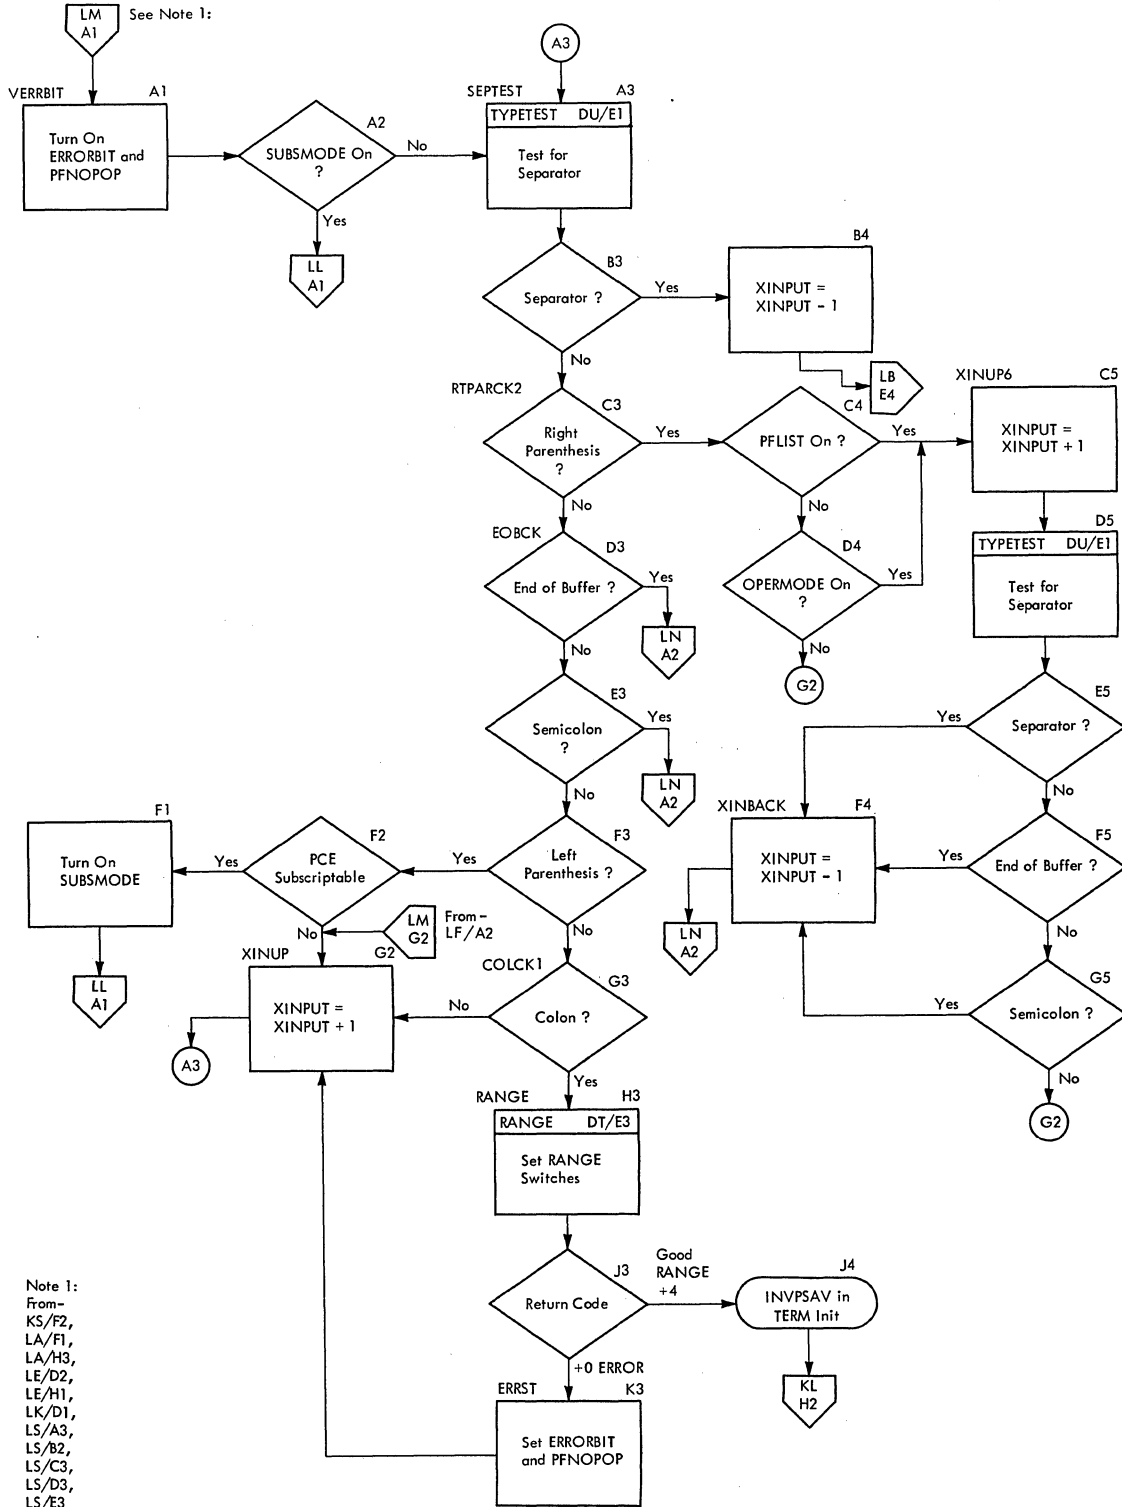 LM
A1
See Note 1:
A3
VERRBIT
A1
Turn On
ERRORBIT and
PFNOPOP
A2
SUBSMODE On
?
No
Yes
LL
A1
SEPTEST
A3
TYPETEST DU/E1
Test for
Separator
B3
Separator ?
Yes
No
B4
XINPUT =
XINPUT - 1
LB
E4
RTPARCK2
C3
Right
Parenthesis
?
Yes
No
C4
PFLIST On ?
Yes
No
XINUP6
C5
XINPUT =
XINPUT + 1
EOBCK
D3
End of Buffer ?
Yes
No
LN
A2
D4
OPERMODE On
?
Yes
No
G2
D5
TYPETEST DU/E1
Test for
Separator
E3
Semicolon
?
Yes
No
LN
A2
E5
Separator ?
Yes
No
F1
Turn On
SUBSMODE
LL
A1
F2
PCE
Subscriptable
Yes
No
F3
Left
Parenthesis ?
Yes
No
XINBACK
F4
XINPUT =
XINPUT - 1
LN
A2
F5
End of Buffer ?
Yes
No
LM
G2
From-
LF/A2
XINUP
G2
XINPUT =
XINPUT + 1
A3
COLCK1
G3
Colon ?
No
Yes
G5
Semicolon ?
Yes
No
G2
RANGE
H3
RANGE DT/E3
Set RANGE
Switches
J3
Return Code
Good
RANGE
+4
+0 ERROR
J4
INVPSAV in
TERM Init
KL
H2
ERRST
K3
Set ERRORBIT
and PFNOPOP
Note 1:
From-
KS/F2,
LA/F1,
LA/H3,
LE/D2,
LE/H1,
LK/D1,
LS/A3,
LS/B2,
LS/C3,
LS/D3,
LS/E3